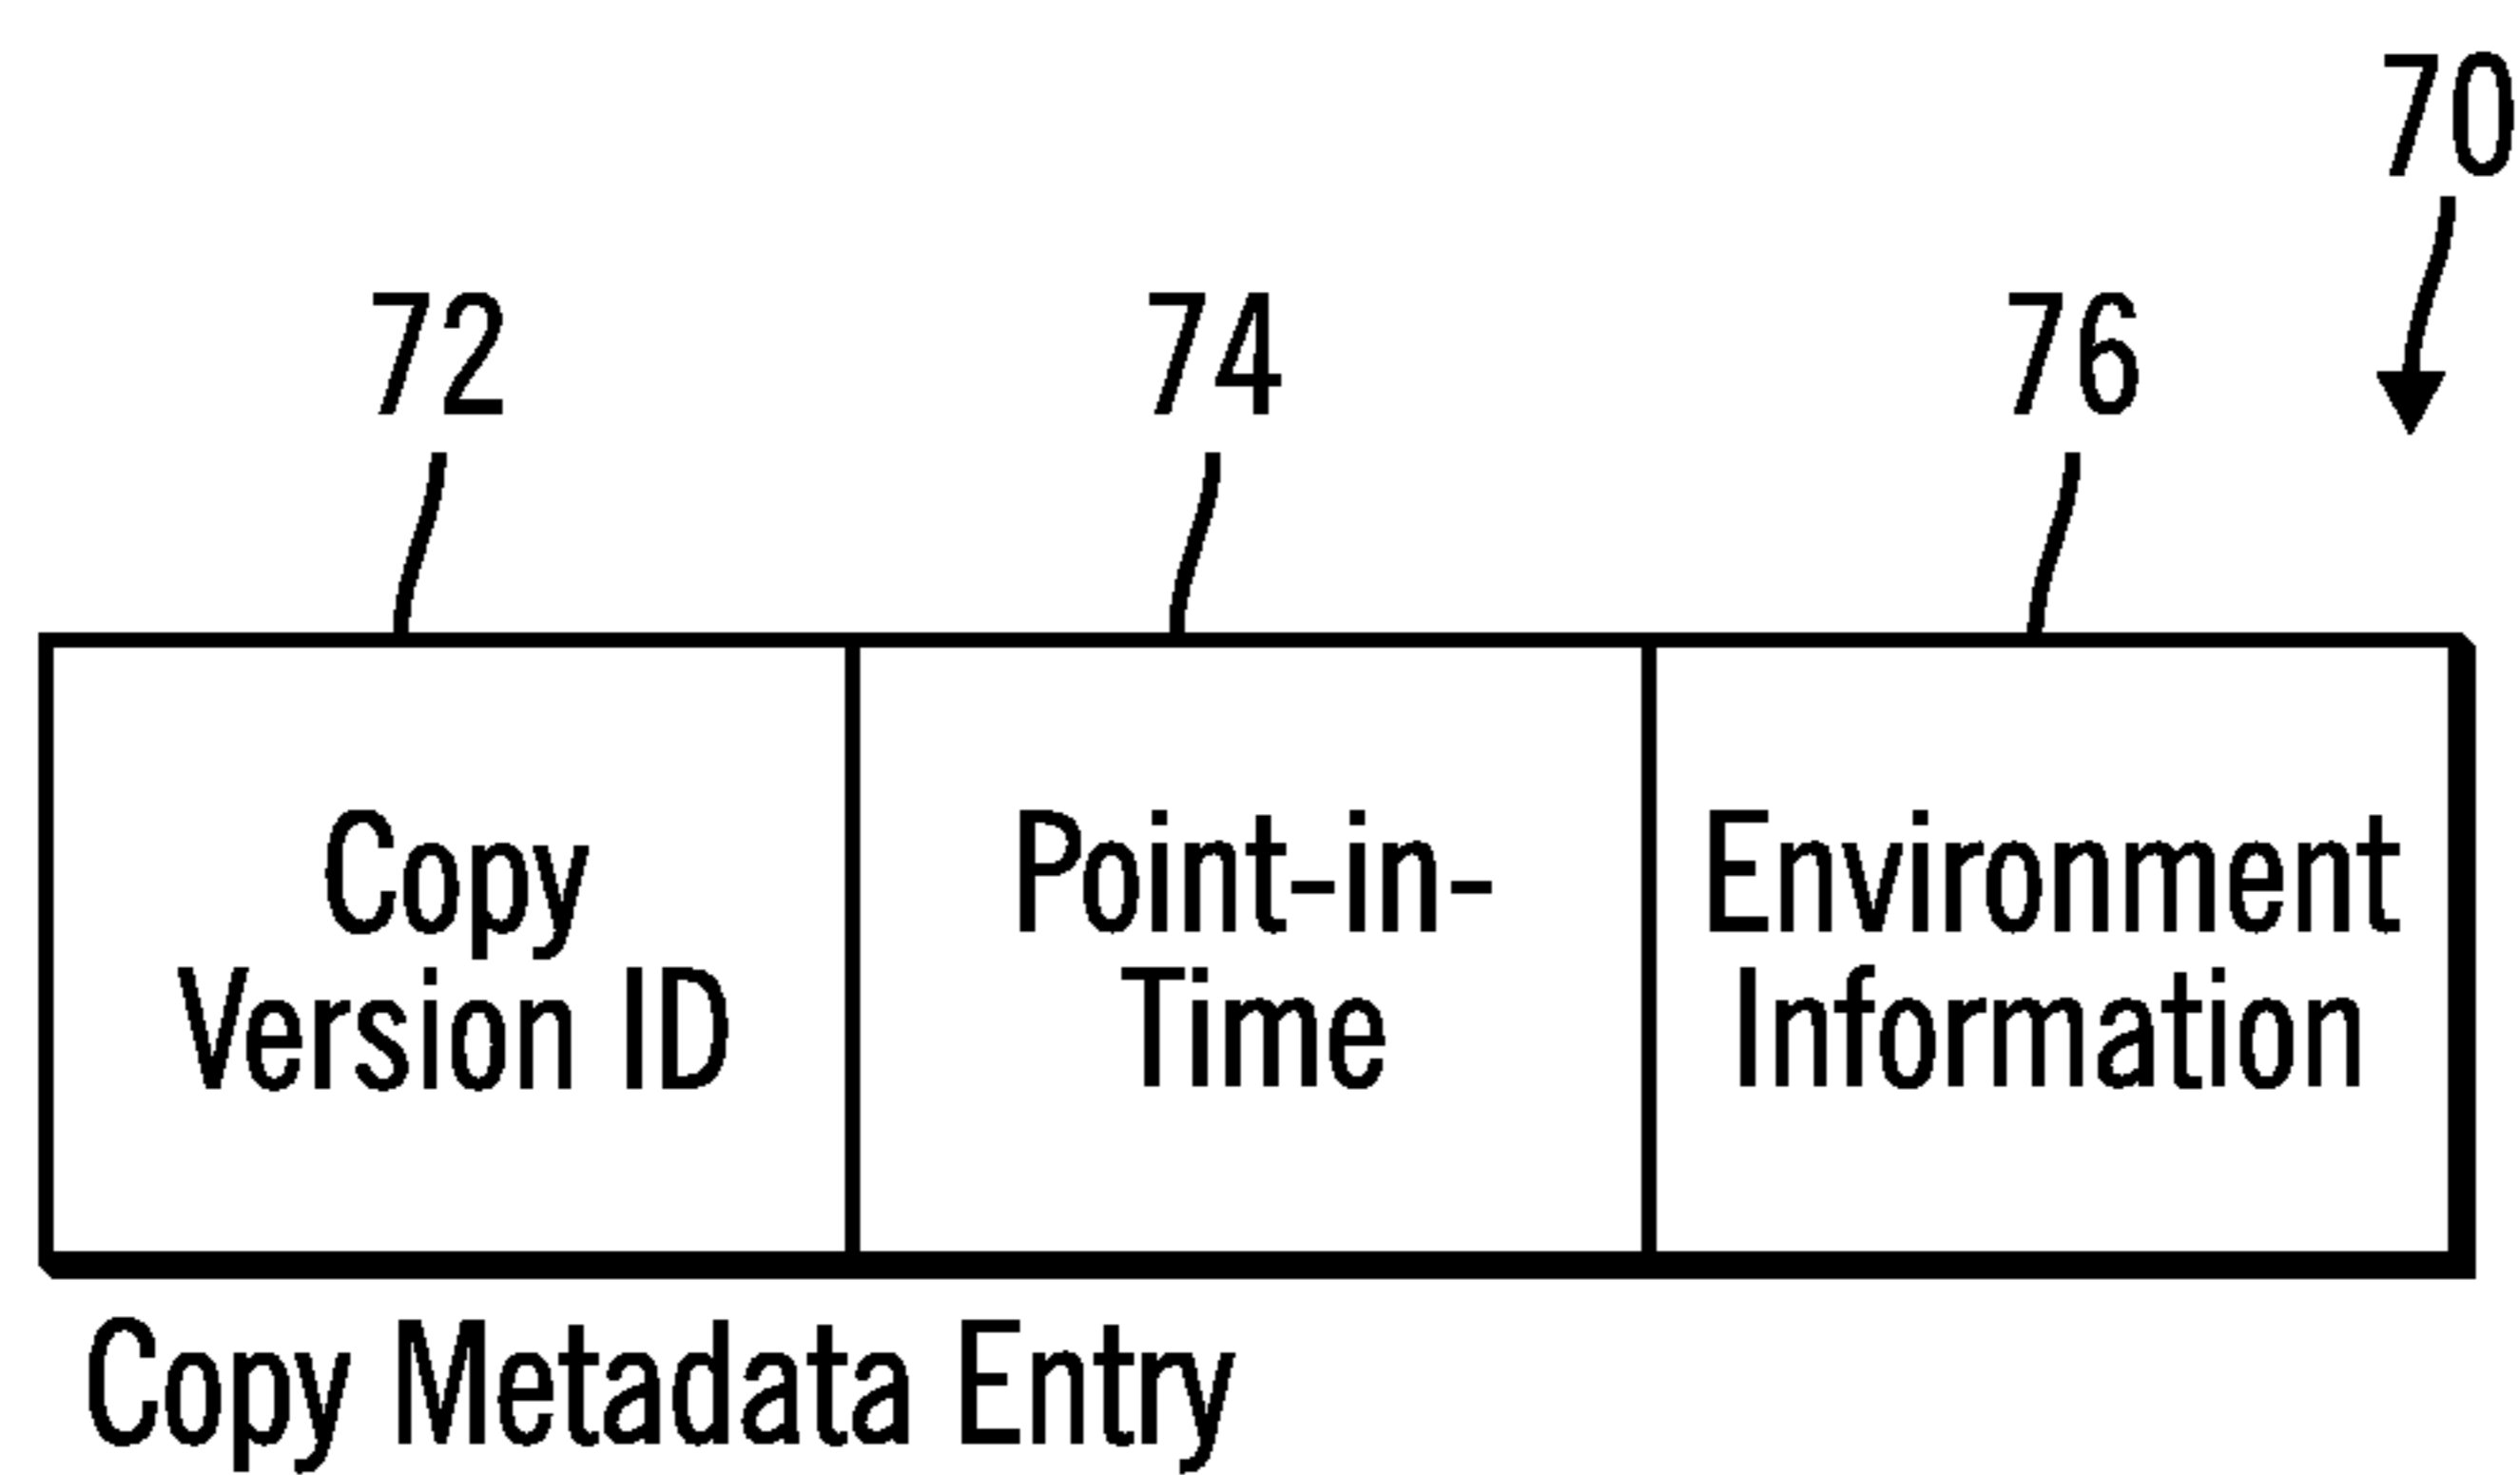 70
72 74 76
Copy
Version ID
Point-in-
Time
Environment
Information
Copy Metadata Entry